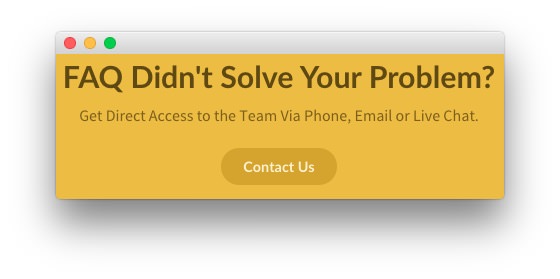 FAQ Didn't Solve Your Problem?
Get Direct Access to the Team Via Phone, Email or Live Chat.
Contact Us